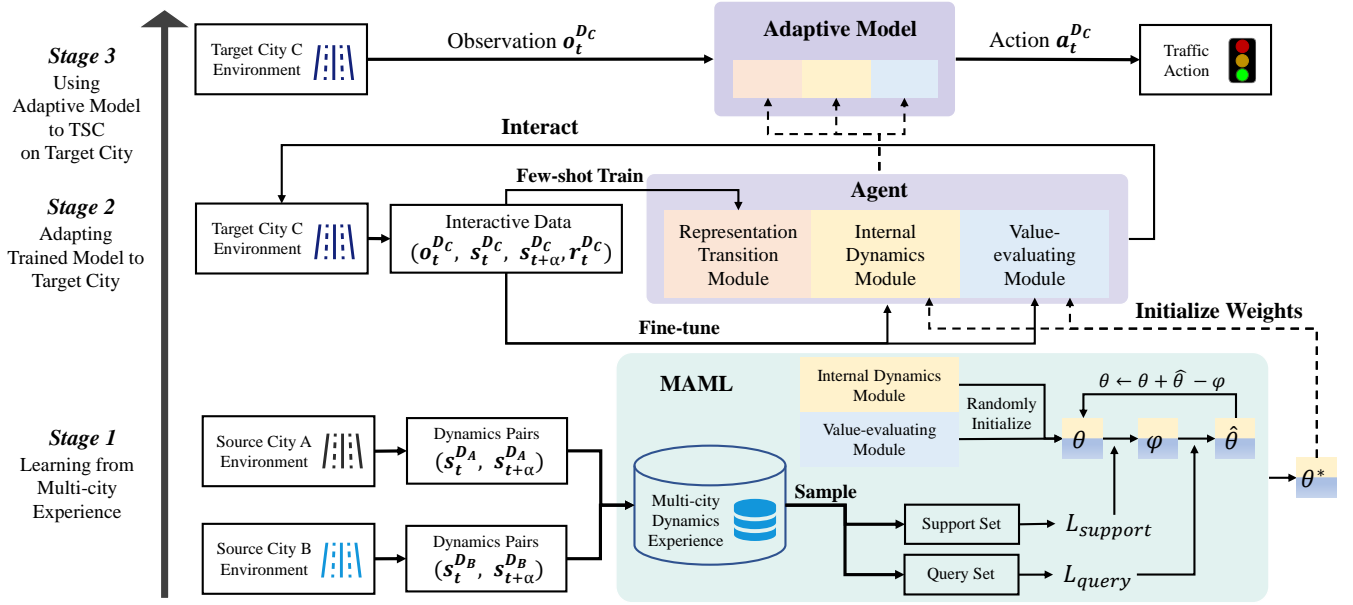 Stage 3
Using
Adaptive Model
to TSC
on Target City
Target City C
Environment
Observation o_t^{D_C}
Adaptive Model
Action a_t^{D_C}
Traffic
Action
Interact
Stage 2
Adapting
Trained Model to
Target City
Target City C
Environment
Interactive Data
(o_t^{D_C}, s_t^{D_C}, s_{t+α}^{D_C}, r_t^{D_C})
Few-shot Train
Fine-tune
Agent
Representation
Transition
Module
Internal
Dynamics
Module
Value-
evaluating
Module
Initialize Weights
Stage 1
Learning from
Multi-city
Experience
Source City A
Environment
Dynamics Pairs
(s_t^{D_A}, s_{t+α}^{D_A})
Source City B
Environment
Dynamics Pairs
(s_t^{D_B}, s_{t+α}^{D_B})
MAML
Multi-city
Dynamics
Experience
Sample
Internal Dynamics
Module
Value-evaluating
Module
Randomly
Initialize
θ ← θ + θ̂ − φ
θ
φ
θ̂
Support Set
L_{support}
Query Set
L_{query}
θ*